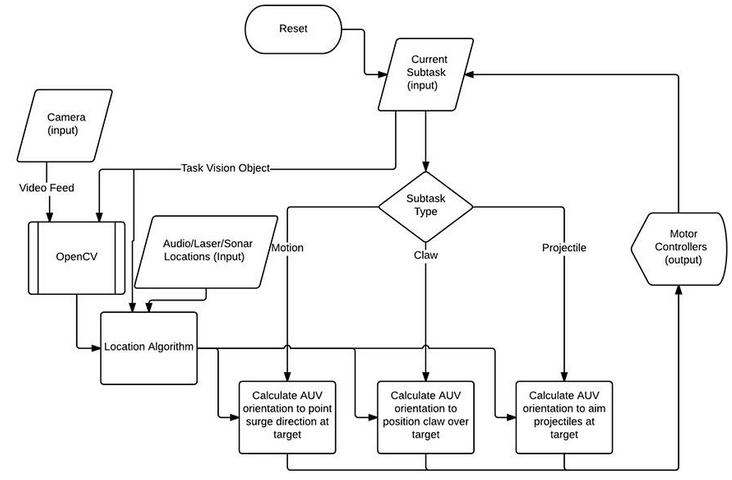 Reset
Current
Subtask
(input)
Camera
(input)
Task Vision Object
Video Feed
Subtask
Type
OpenCV
Audio/Laser/Sonar
Locations (Input)
Motion
Claw
Projectile
Motor
Controllers
(output)
Location Algorithm
Calculate AUV
orientation to point
surge direction at
target
Calculate AUV
orientation to
position claw over
target
Calculate AUV
orientation to aim
projectiles at
target